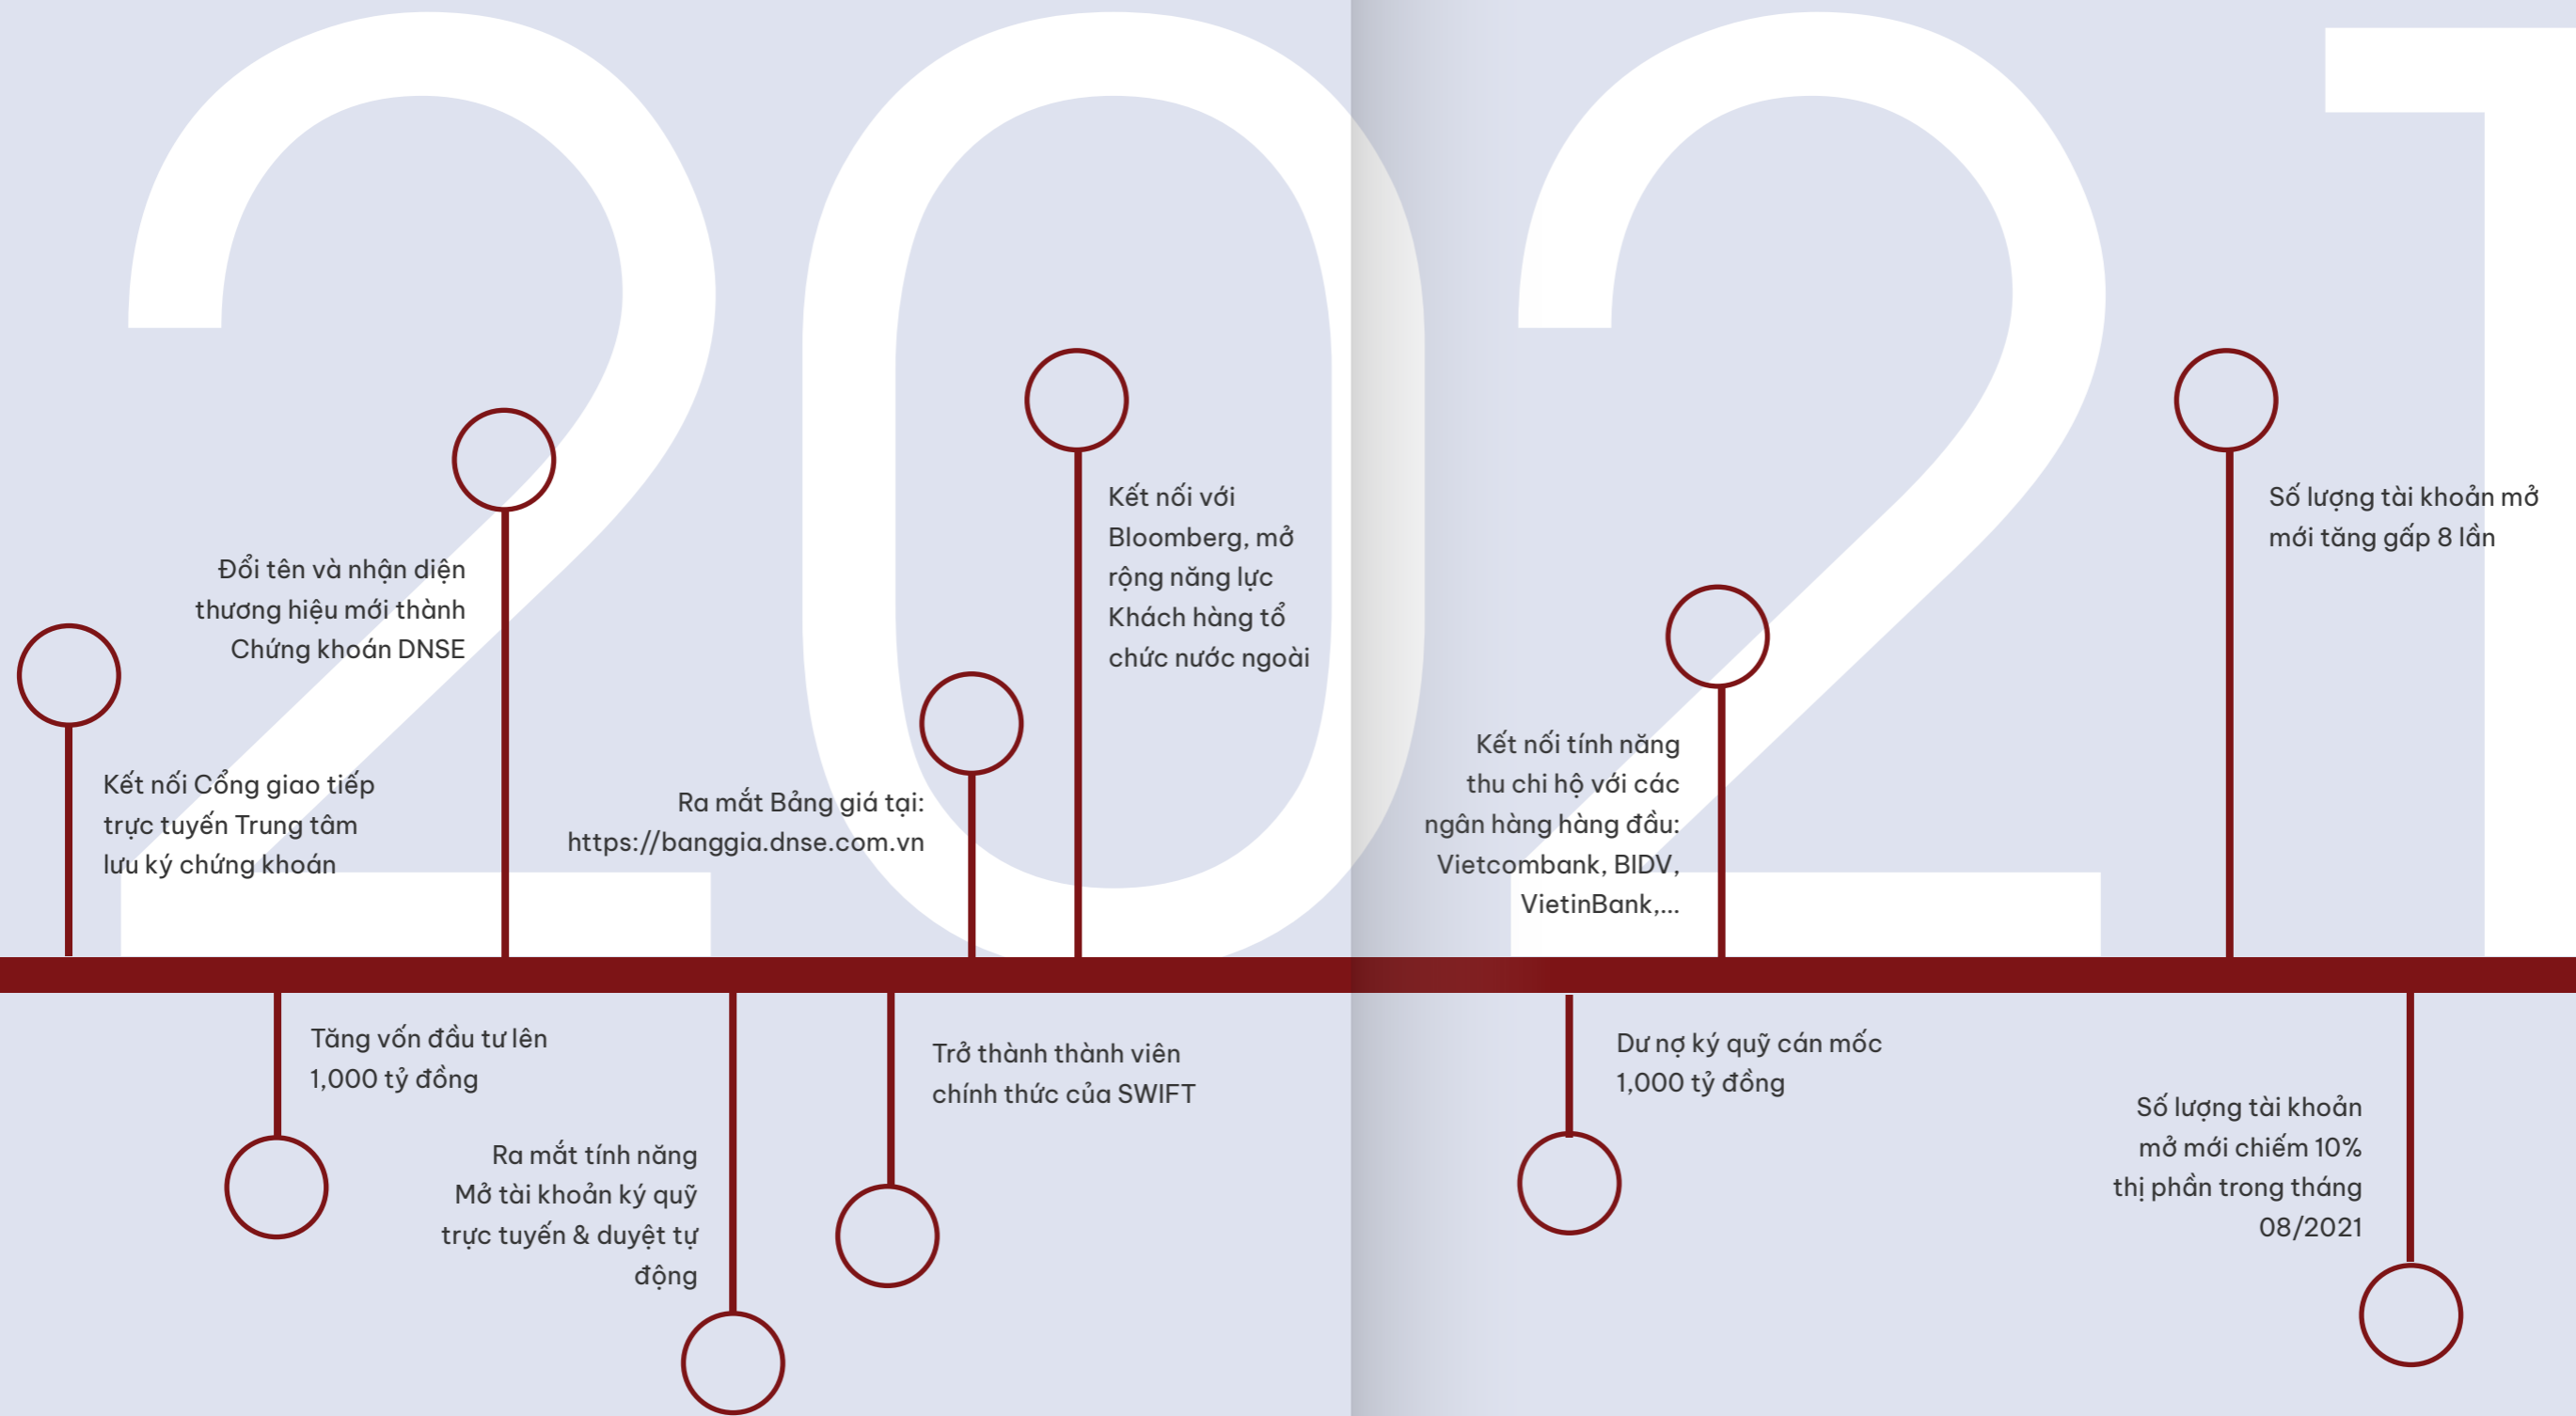 2021
Kết nối Cổng giao tiếp
trực tuyến Trung tâm
lưu ký chứng khoán
Tăng vốn đầu tư lên
1,000 tỷ đồng
Đổi tên và nhận diện
thương hiệu mới thành
Chứng khoán DNSE
Ra mắt tính năng
Mở tài khoản ký quỹ
trực tuyến & duyệt tự
động
Trở thành thành viên
chính thức của SWIFT
Ra mắt Bảng giá tại:
https://banggia.dnse.com.vn
Kết nối với
Bloomberg, mở
rộng năng lực
Khách hàng tổ
chức nước ngoài
Dư nợ ký quỹ cán mốc
1,000 tỷ đồng
Kết nối tính năng
thu chi hộ với các
ngân hàng hàng đầu:
Vietcombank, BIDV,
VietinBank,...
Số lượng tài khoản mở
mới tăng gấp 8 lần
Số lượng tài khoản
mở mới chiếm 10%
thị phần trong tháng
08/2021